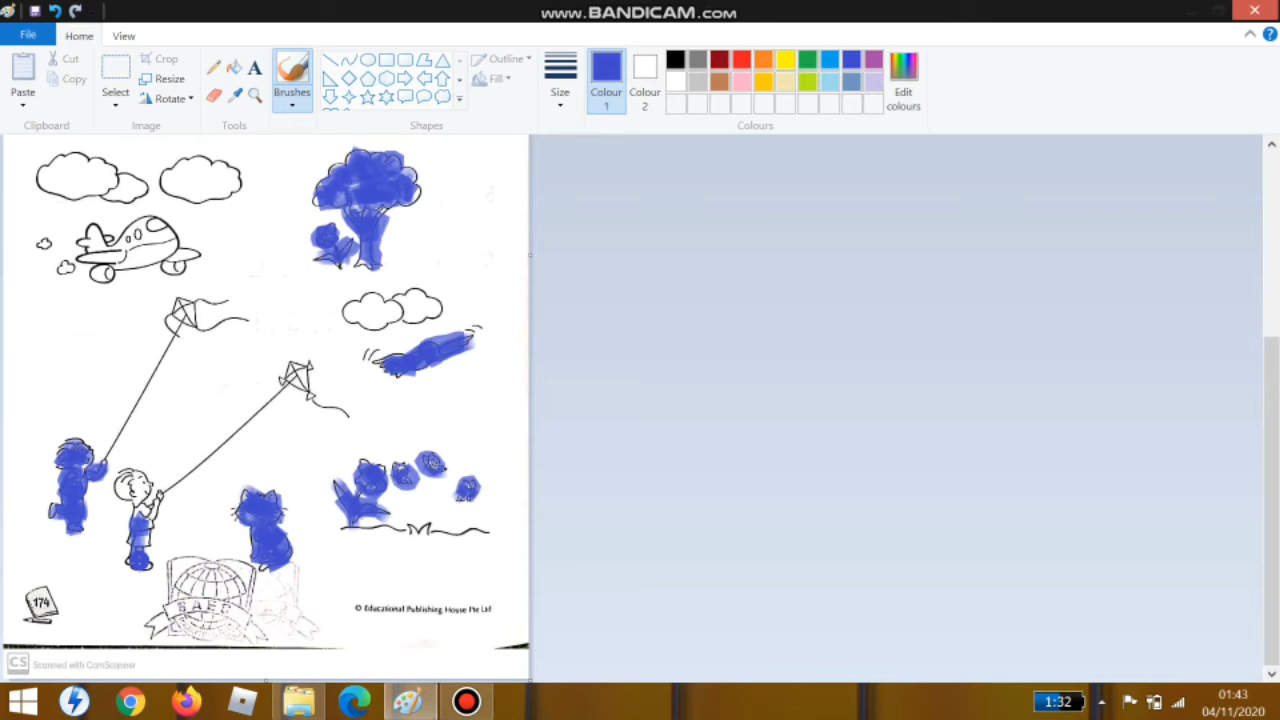 www.BANDICAM.com
File
Home
View
Paste
Cut
Copy
Clipboard
Select
Crop
Resize
Rotate
Image
Tools
Brushes
Outline
Fill
Shapes
Size
Colour
1
Colour
2
Edit
colours
Colours
174
SAEC
© Educational Publishing House Pte Ltd
CS Scanned with CamScanner
1:32
01:43
04/11/2020